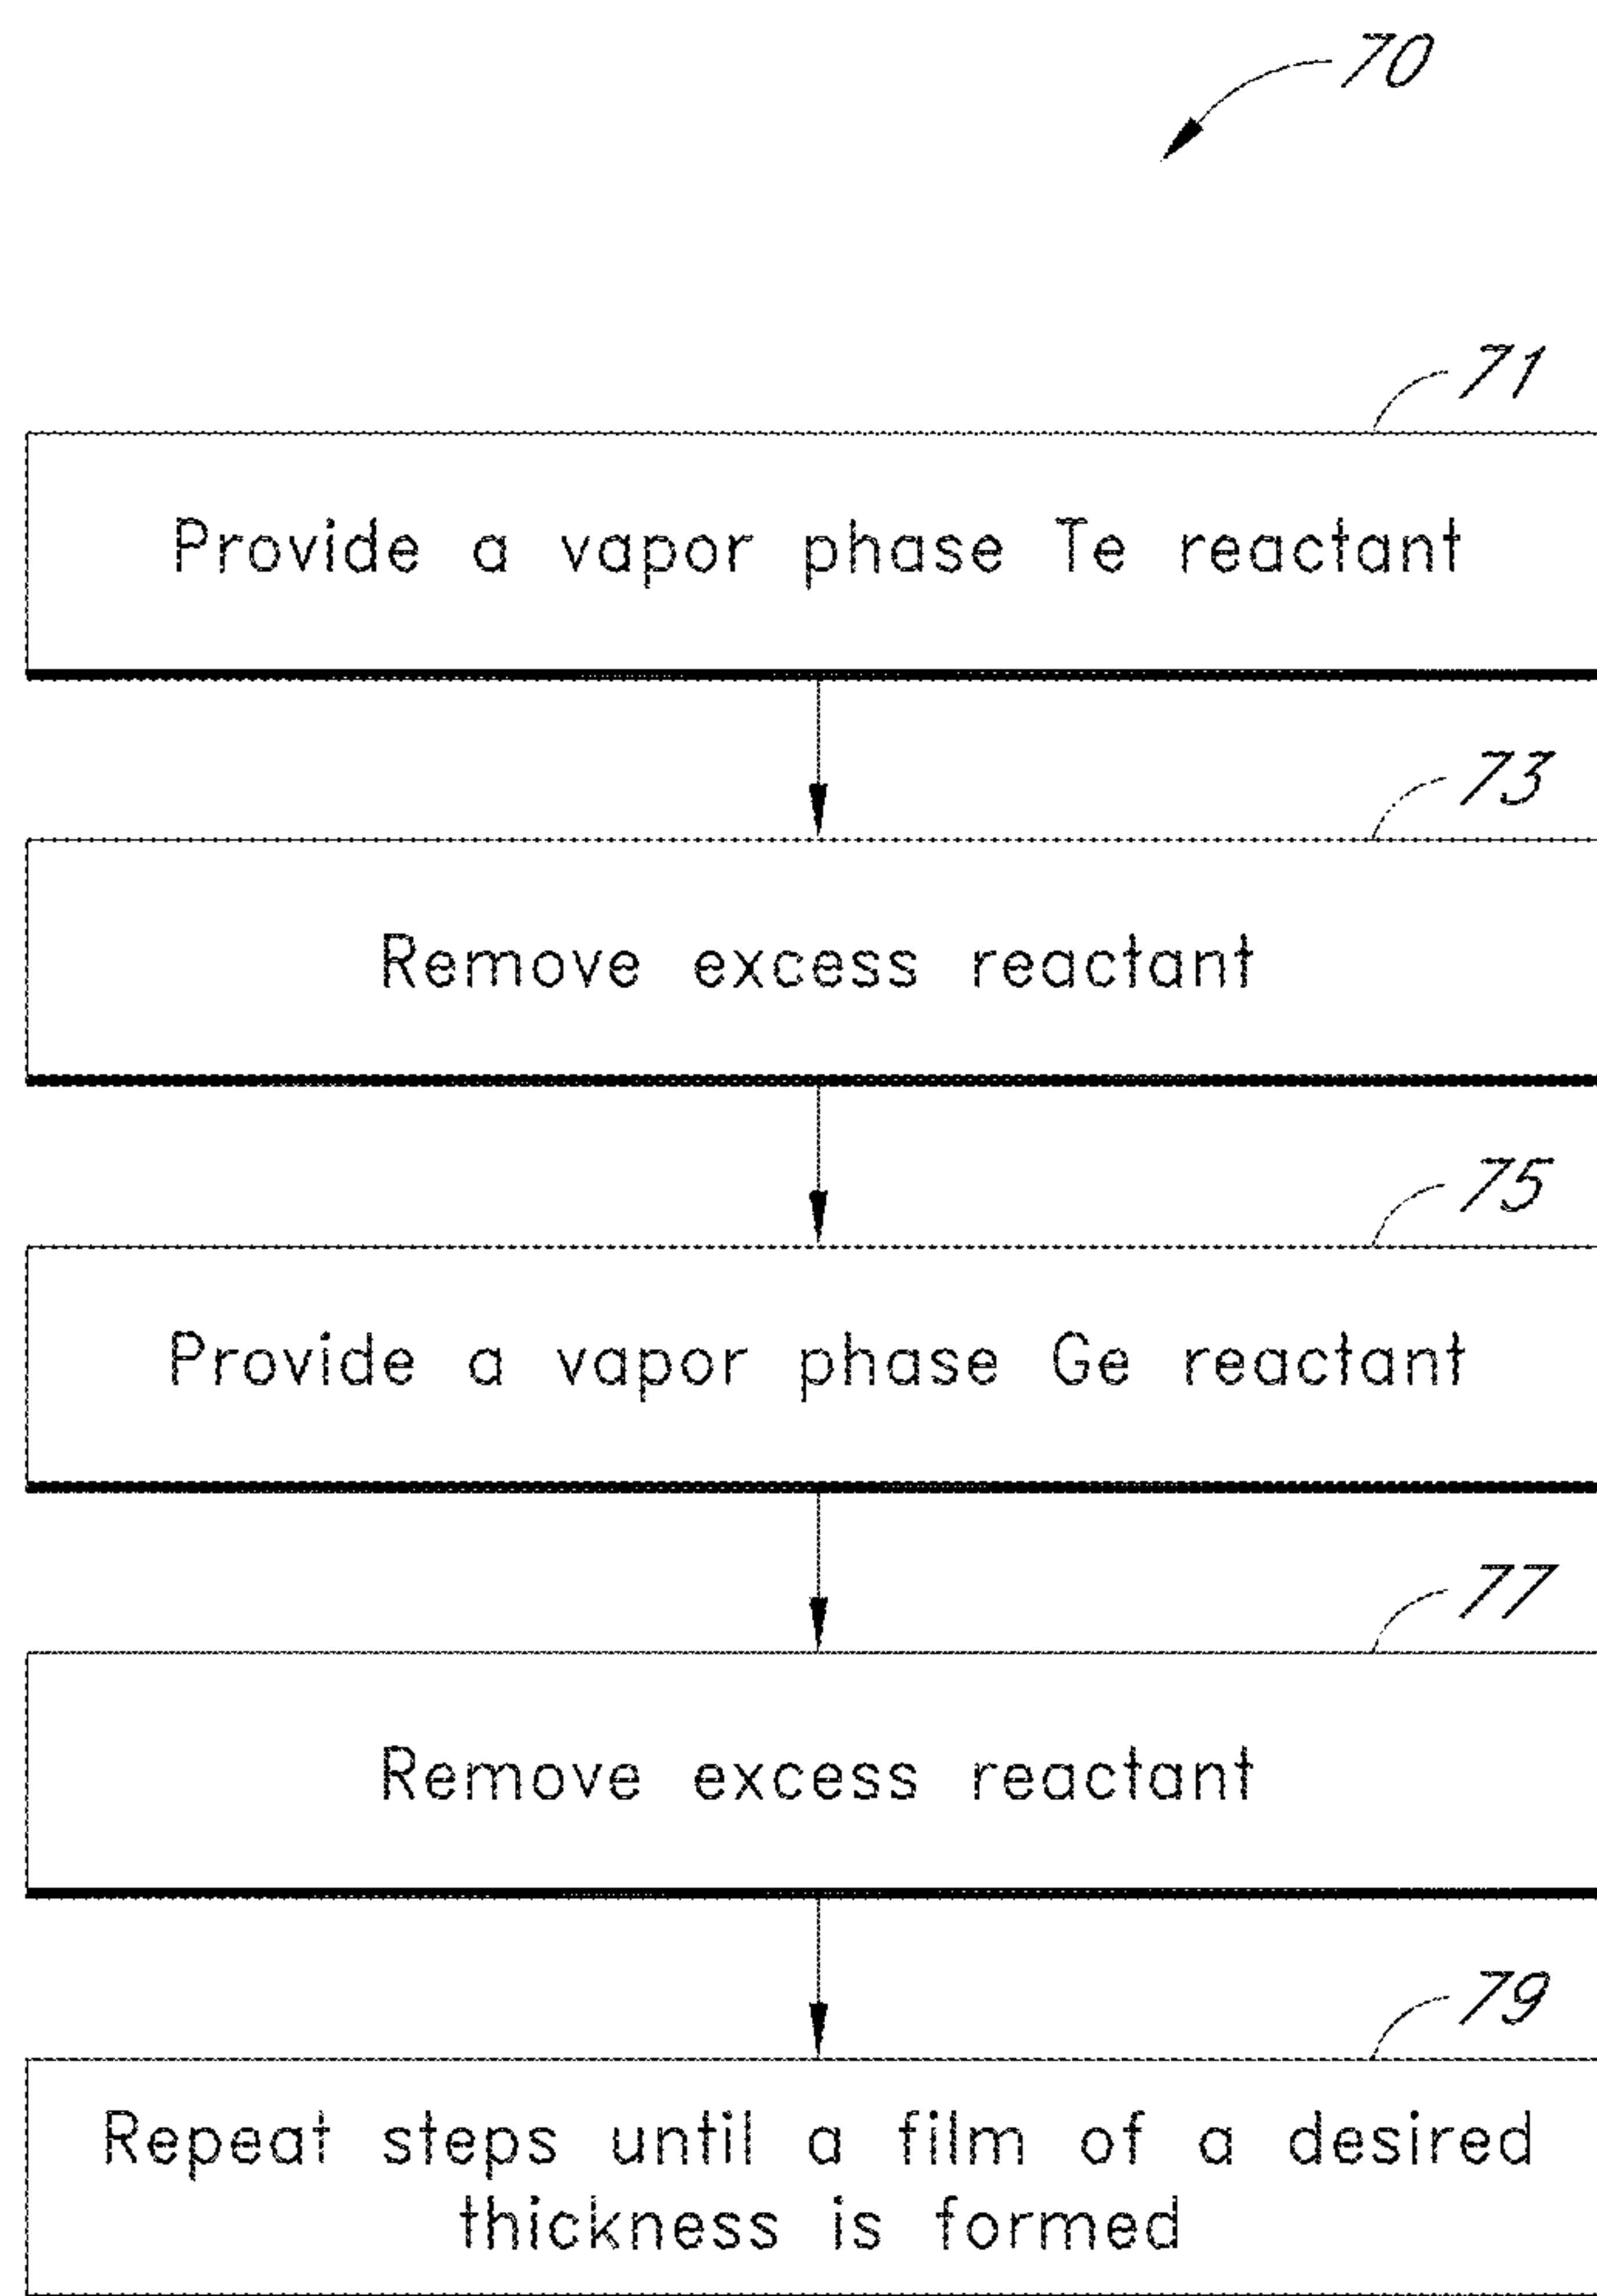 70
71
Provide a vapor phase Te reactant
73
Remove excess reactant
75
Provide a vapor phase Ge reactant
77
Remove excess reactant
79
Repeat steps until a film of a desired
thickness is formed